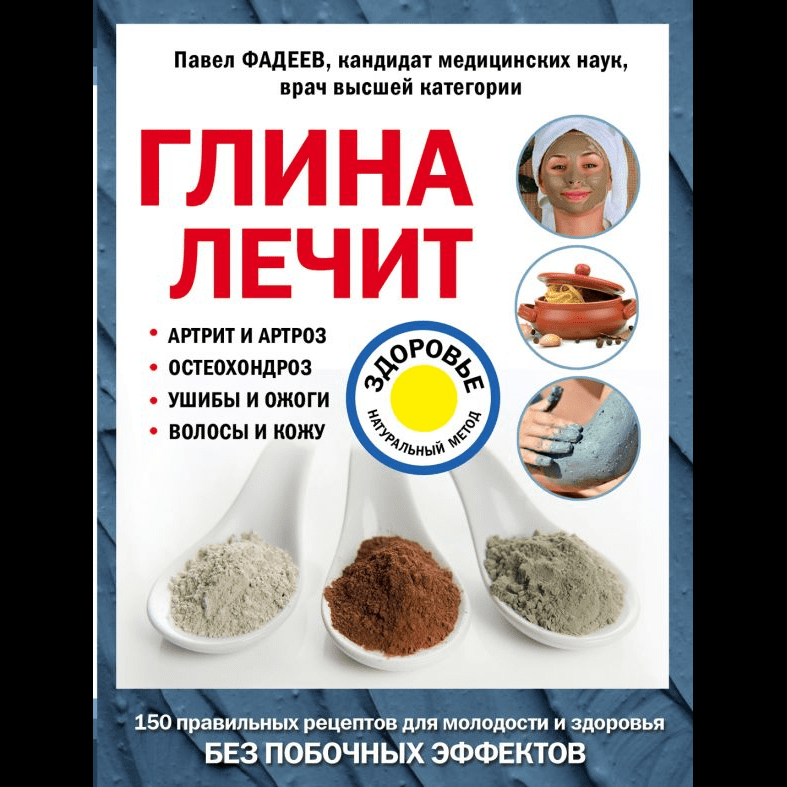 Павел ФАДЕЕВ, кандидат медицинских наук,
врач высшей категории
ГЛИНА
ЛЕЧИТ
• АРТРИТ И АРТРОЗ
• ОСТЕОХОНДРОЗ
• УШИБЫ И ОЖОГИ
• ВОЛОСЫ И КОЖУ
ЗДОРОВЬЕ
НАТУРАЛЬНЫЙ МЕТОД
150 правильных рецептов для молодости и здоровья
БЕЗ ПОБОЧНЫХ ЭФФЕКТОВ